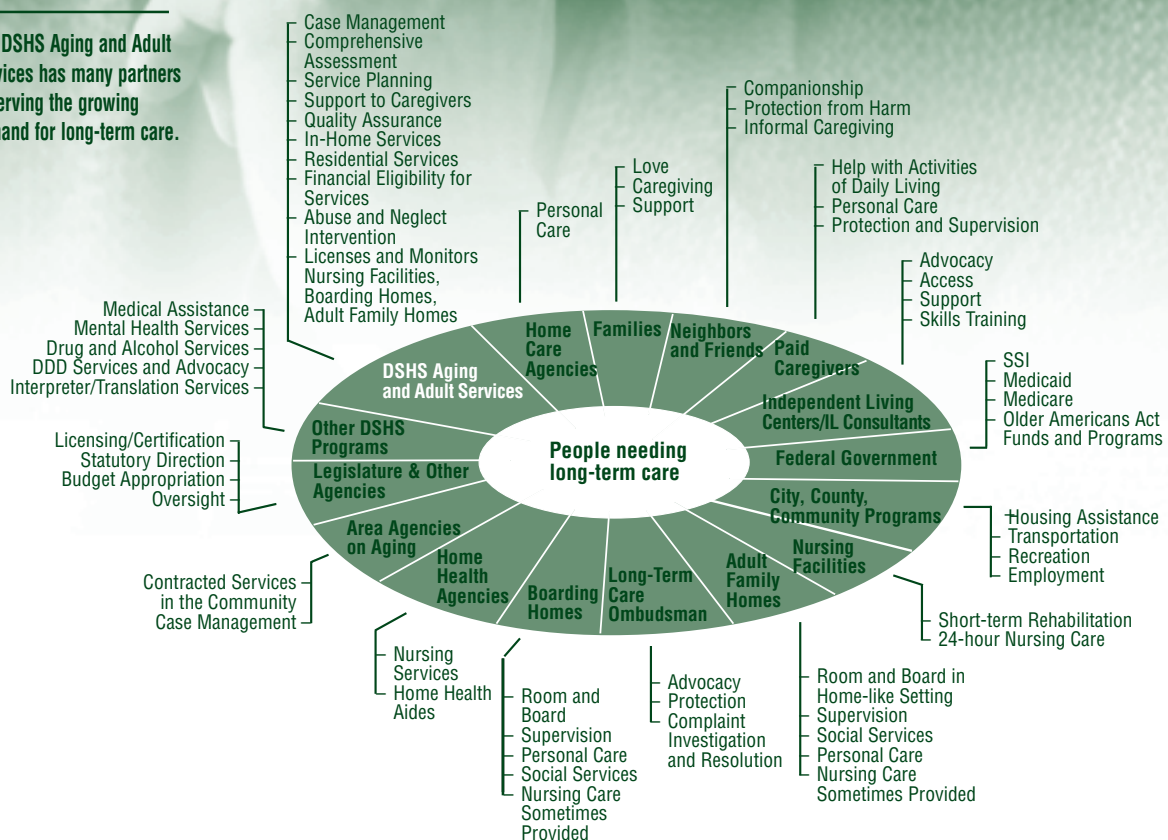 DSHS Aging and Adult
vices has many partners
erving the growing
and for long-term care.
Case Management
Comprehensive
Assessment
Service Planning
Support to Caregivers
Quality Assurance
In-Home Services
Residential Services
Financial Eligibility for
Services
Abuse and Neglect
Intervention
Licenses and Monitors
Nursing Facilities,
Boarding Homes,
Adult Family Homes
Personal
Care
Love
Caregiving
Support
Companionship
Protection from Harm
Informal Caregiving
Help with Activities
of Daily Living
Personal Care
Protection and Supervision
Advocacy
Access
Support
Skills Training
SSI
Medicaid
Medicare
Older Americans Act
Funds and Programs
Medical Assistance
Mental Health Services
Drug and Alcohol Services
DDD Services and Advocacy
Interpreter/Translation Services
Licensing/Certification
Statutory Direction
Budget Appropriation
Oversight
DSHS Aging
and Adult Services
Home
Care
Agencies
Families
Neighbors
and Friends
Paid
Caregivers
Independent Living
Centers/IL Consultants
Federal Government
City, County,
Community Programs
Nursing
Facilities
Adult
Family
Homes
Long-Term
Care
Ombudsman
Boarding
Homes
Home
Health
Agencies
Area Agencies
on Aging
Legislature & Other
Agencies
Other DSHS
Programs
People needing
long-term care
Housing Assistance
Transportation
Recreation
Employment
Short-term Rehabilitation
24-hour Nursing Care
Contracted Services
in the Community
Case Management
Nursing
Services
Home Health
Aides
Room and
Board
Supervision
Personal Care
Social Services
Nursing Care
Sometimes
Provided
Advocacy
Protection
Complaint
Investigation
and Resolution
Room and Board in
Home-like Setting
Supervision
Social Services
Personal Care
Nursing Care
Sometimes Provided